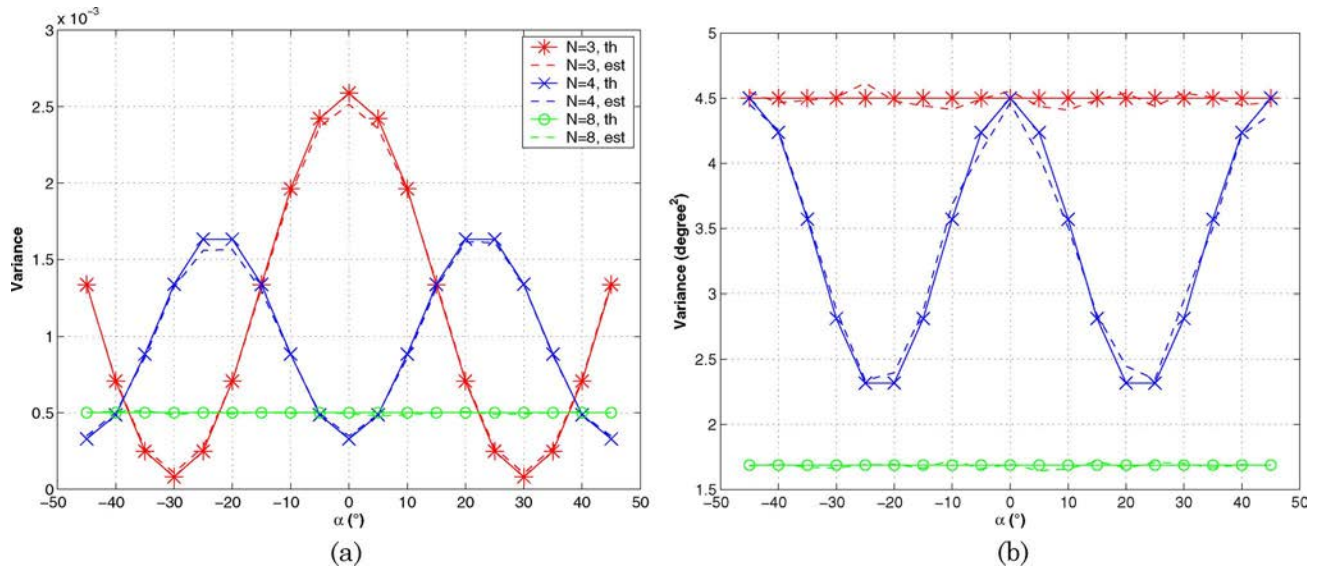 x 10⁻³
3
2.5
2
1.5
1
0.5
0
Variance
−50 −40 −30 −20 −10 0 10 20 30 40 50
α (°)
N=3, th
N=3, est
N=4, th
N=4, est
N=8, th
N=8, est
(a)
5
4.5
4
3.5
3
2.5
2
1.5
Variance (degree²)
−50 −40 −30 −20 −10 0 10 20 30 40 50
α (°)
(b)